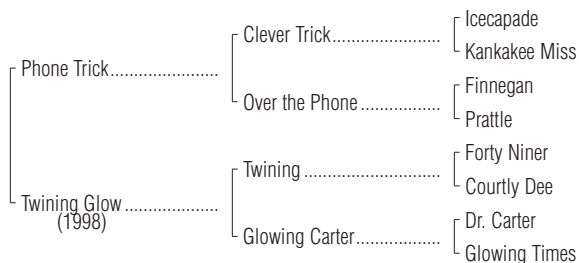 Icecapade
Clever Trick........................
Kankakee Miss
Phone Trick........................
Finnegan
Over the Phone..................
Prattle
Forty Niner
Twining..............................
Courtly Dee
Twining Glow.....................
(1998)
Dr. Carter
Glowing Carter...................
Glowing Times